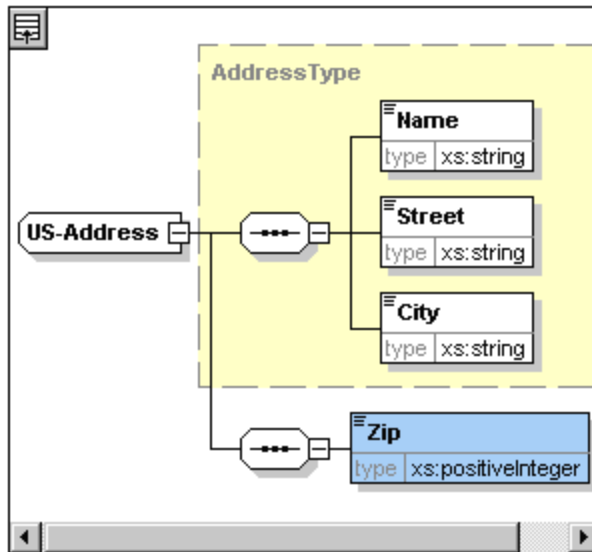 AddressType
Name
type xs:string
US-Address
Street
type xs:string
City
type xs:string
Zip
type xs:positiveInteger